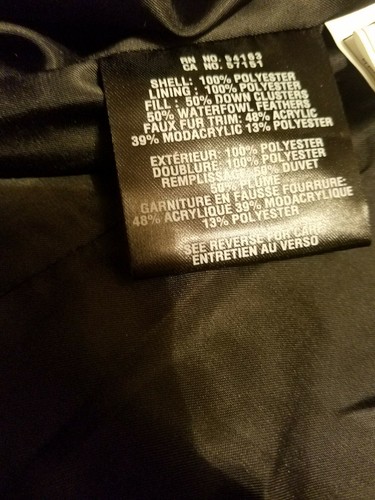 RN NO.
CA NO.
SHELL: 100% POLYESTER
LINING : 100% POLYESTER
FILL : 50% DOWN CLUSTERS
50% WATERFOWL FEATHERS
FAUX FUR TRIM: 48% ACRYLIC
39% MODACRYLIC 13% POLYESTER
EXTÉRIEUR: 100% POLYESTER
DOUBLURE: 100% POLYESTER
REMPLISSAGE: 50% DUVET
50% PLUME
GARNITURE EN FAUSSE FOURRURE:
48% ACRYLIQUE 39% MODACRYLIQUE
13% POLYESTER
SEE REVERSE FOR CARE
ENTRETIEN AU VERSO